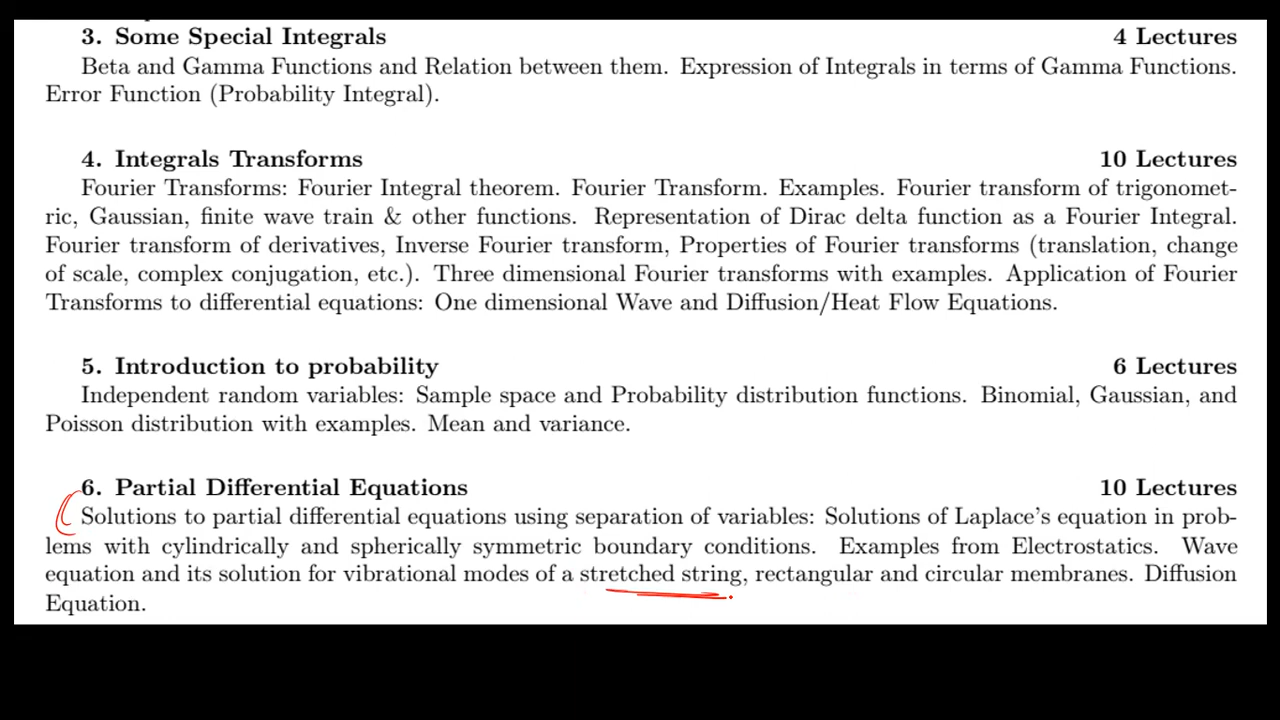 3. Some Special Integrals 4 Lectures
Beta and Gamma Functions and Relation between them. Expression of Integrals in terms of Gamma Functions.
Error Function (Probability Integral).
4. Integrals Transforms 10 Lectures
Fourier Transforms: Fourier Integral theorem. Fourier Transform. Examples. Fourier transform of trigonomet-
ric, Gaussian, finite wave train & other functions. Representation of Dirac delta function as a Fourier Integral.
Fourier transform of derivatives, Inverse Fourier transform, Properties of Fourier transforms (translation, change
of scale, complex conjugation, etc.). Three dimensional Fourier transforms with examples. Application of Fourier
Transforms to differential equations: One dimensional Wave and Diffusion/Heat Flow Equations.
5. Introduction to probability 6 Lectures
Independent random variables: Sample space and Probability distribution functions. Binomial, Gaussian, and
Poisson distribution with examples. Mean and variance.
6. Partial Differential Equations 10 Lectures
Solutions to partial differential equations using separation of variables: Solutions of Laplace's equation in prob-
lems with cylindrically and spherically symmetric boundary conditions. Examples from Electrostatics. Wave
equation and its solution for vibrational modes of a stretched string, rectangular and circular membranes. Diffusion
Equation.